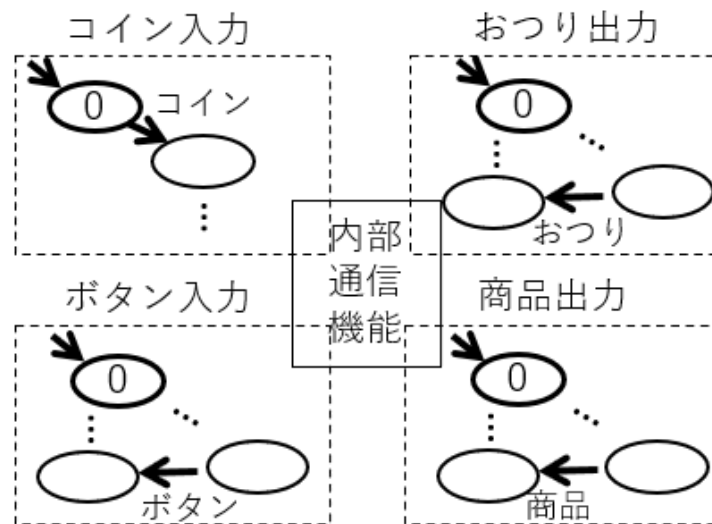 コイン入力
おつり出力
0
コイン
0
おつり
内部
通信
機能
ボタン入力
商品出力
0
ボタン
0
商品